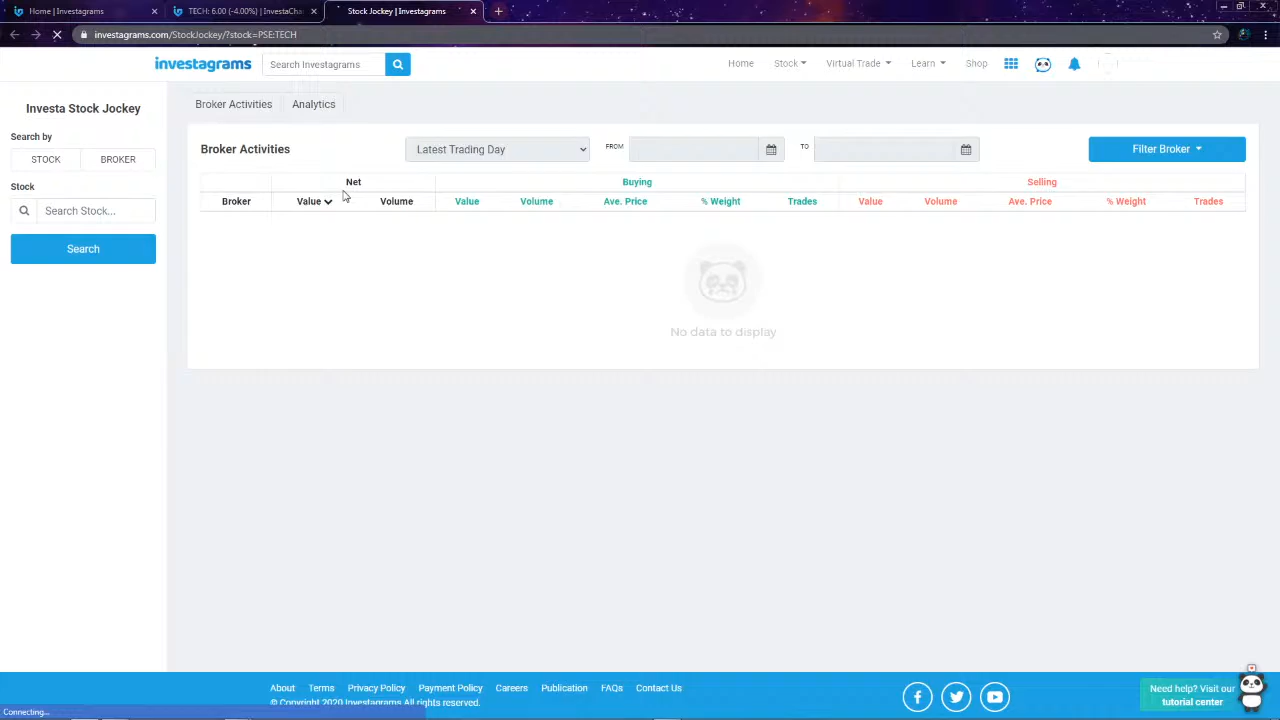 Home | Investagrams
TECH: 6.00 (-4.00%) | InvestaCha
Stock Jockey | Investagrams
investagrams.com/StockJockey/?stock=PSE:TECH
investagrams
Search Investagrams
Home
Stock
Virtual Trade
Learn
Shop
Investa Stock Jockey
Search by
STOCK
BROKER
Stock
Search Stock...
Search
Broker Activities
Analytics
Broker Activities
Latest Trading Day
FROM
TO
Filter Broker
Net
Buying
Selling
Broker
Value
Volume
Value
Volume
Ave. Price
% Weight
Trades
Value
Volume
Ave. Price
% Weight
Trades
No data to display
About
Terms
Privacy Policy
Payment Policy
Careers
Publication
FAQs
Contact Us
© Copyright 2020 Investagrams All rights reserved.
Need help? Visit our
tutorial center
Connecting...